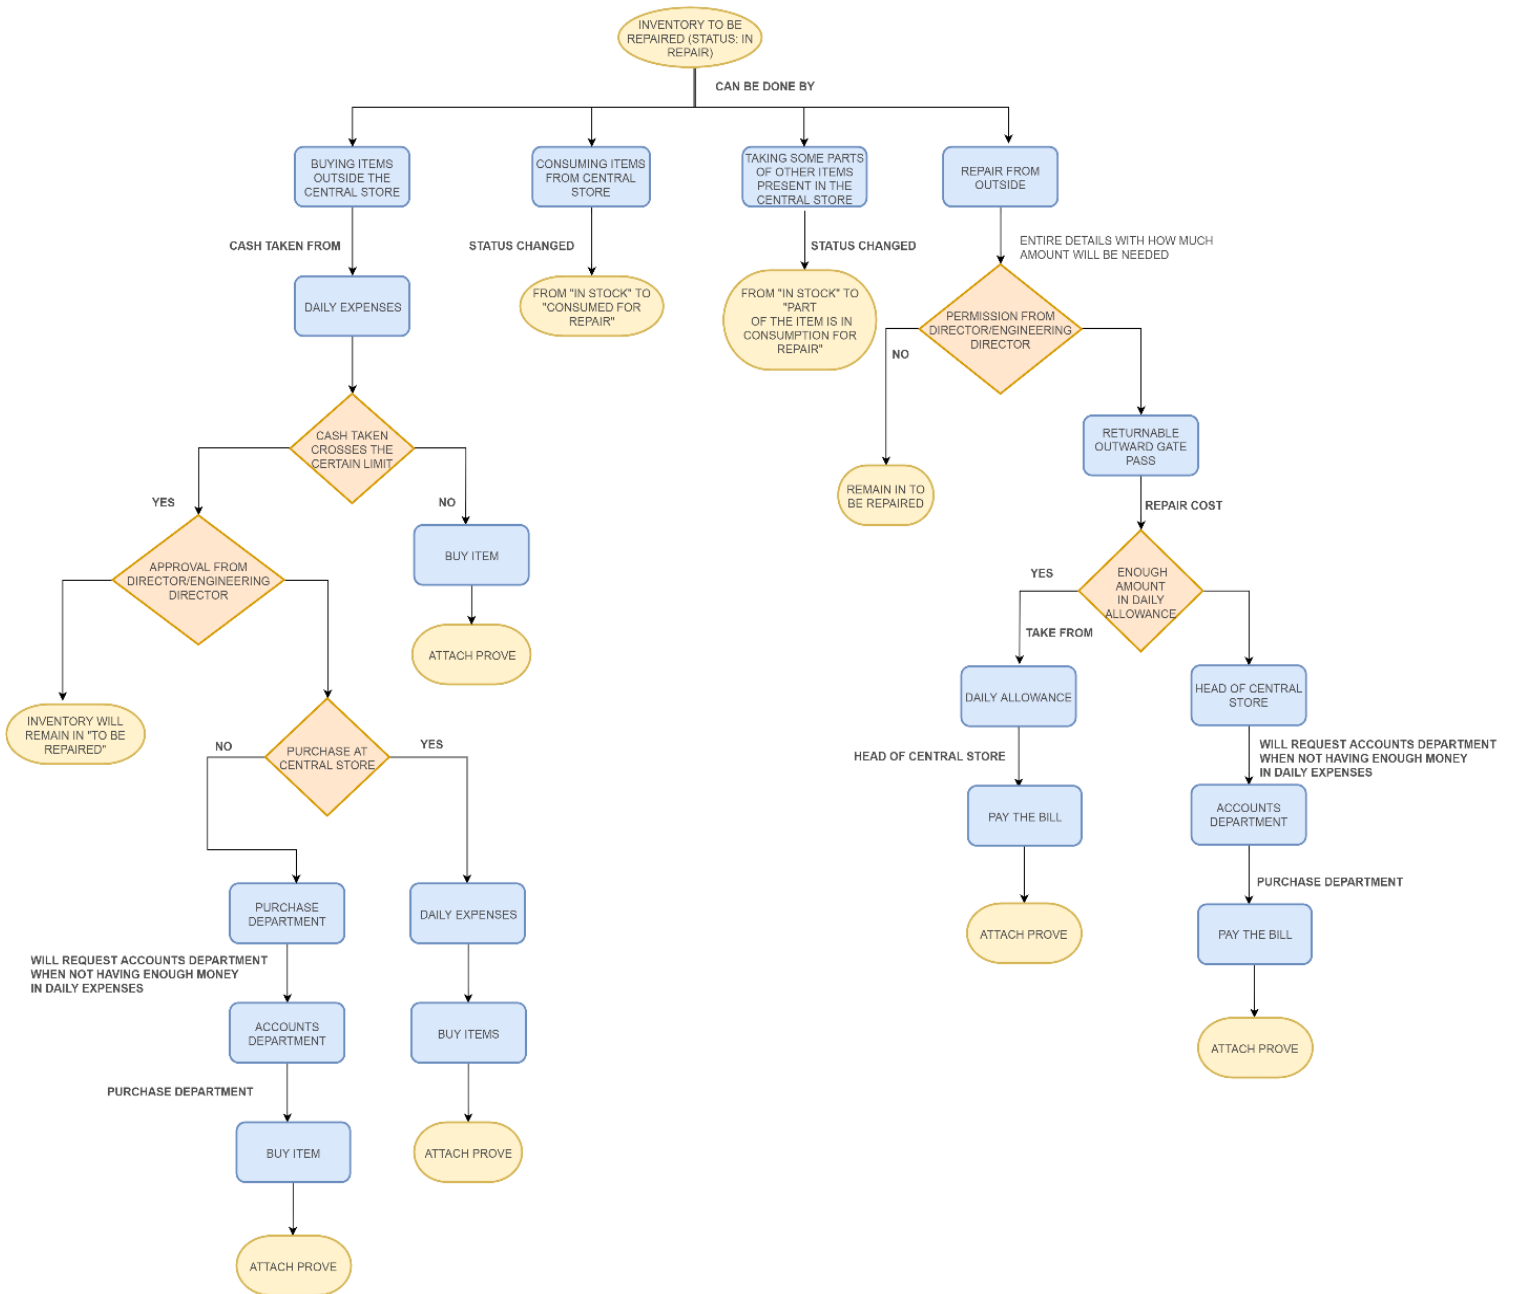 INVENTORY TO BE
REPAIRED (STATUS: IN
REPAIR)
CAN BE DONE BY
BUYING ITEMS
OUTSIDE THE
CENTRAL STORE
CONSUMING ITEMS
FROM CENTRAL
STORE
TAKING SOME PARTS
OF OTHER ITEMS
PRESENT IN THE
CENTRAL STORE
REPAIR FROM
OUTSIDE
CASH TAKEN FROM
STATUS CHANGED
STATUS CHANGED
ENTIRE DETAILS WITH HOW MUCH
AMOUNT WILL BE NEEDED
DAILY EXPENSES
FROM "IN STOCK" TO
"CONSUMED FOR
REPAIR"
FROM "IN STOCK" TO
"PART
OF THE ITEM IS IN
CONSUMPTION FOR
REPAIR"
PERMISSION FROM
DIRECTOR/ENGINEERING
DIRECTOR
NO
CASH TAKEN
CROSSES THE
CERTAIN LIMIT
RETURNABLE
OUTWARD GATE
PASS
YES
NO
REMAIN IN TO
BE REPAIRED
REPAIR COST
BUY ITEM
APPROVAL FROM
DIRECTOR/ENGINEERING
DIRECTOR
YES
ENOUGH
AMOUNT
IN DAILY
ALLOWANCE
TAKE FROM
ATTACH PROVE
DAILY ALLOWANCE
HEAD OF CENTRAL
STORE
INVENTORY WILL
REMAIN IN "TO BE
REPAIRED"
NO
PURCHASE AT
CENTRAL STORE
YES
HEAD OF CENTRAL STORE
WILL REQUEST ACCOUNTS DEPARTMENT
WHEN NOT HAVING ENOUGH MONEY
IN DAILY EXPENSES
PAY THE BILL
ACCOUNTS
DEPARTMENT
PURCHASE DEPARTMENT
PURCHASE
DEPARTMENT
DAILY EXPENSES
ATTACH PROVE
PAY THE BILL
WILL REQUEST ACCOUNTS DEPARTMENT
WHEN NOT HAVING ENOUGH MONEY
IN DAILY EXPENSES
ACCOUNTS
DEPARTMENT
BUY ITEMS
ATTACH PROVE
PURCHASE DEPARTMENT
BUY ITEM
ATTACH PROVE
ATTACH PROVE